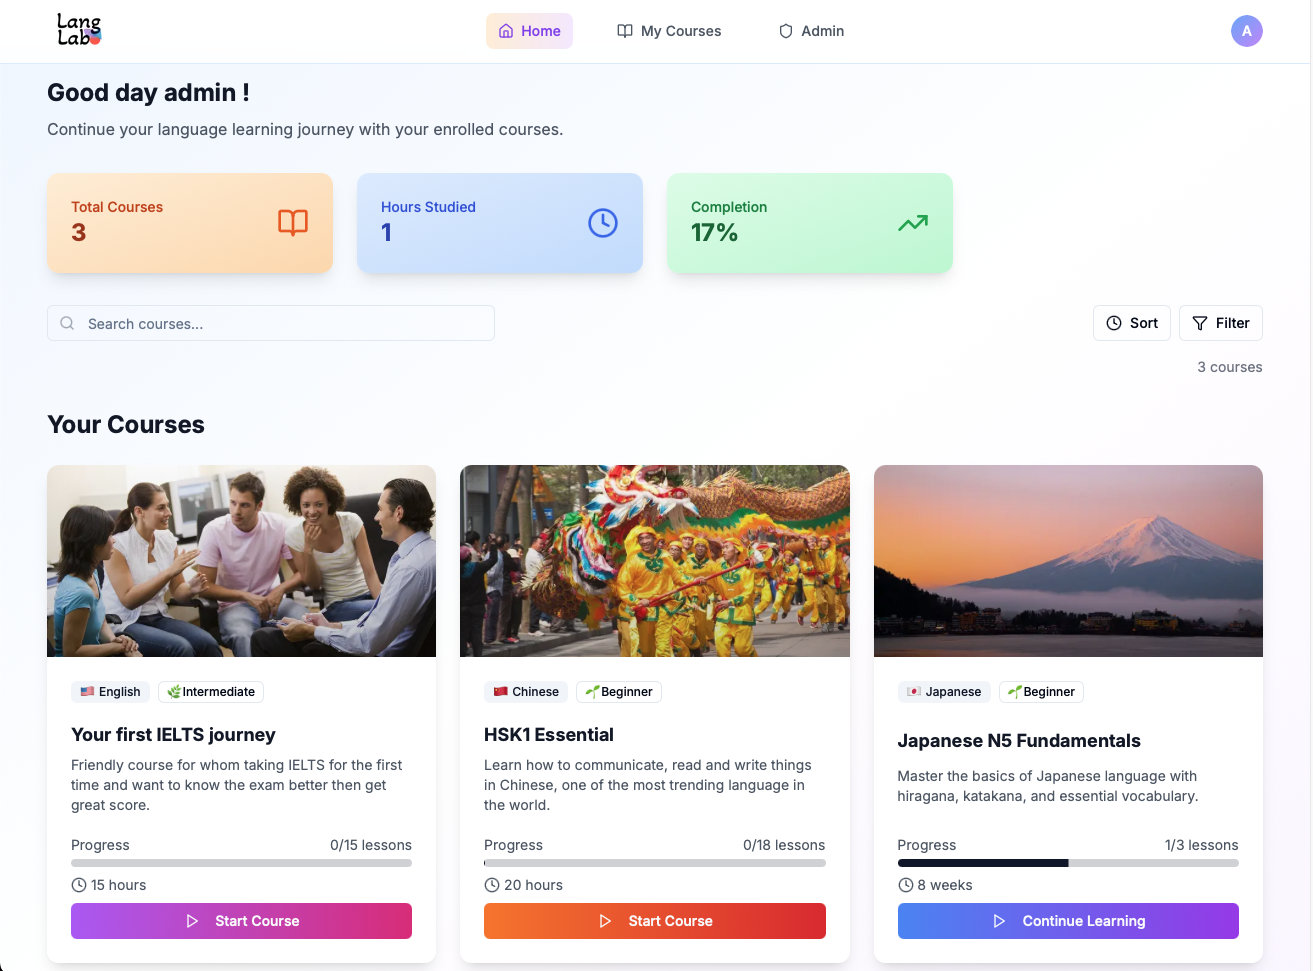 Lang
Lab
Home
My Courses
Admin
A
Good day admin !
Continue your language learning journey with your enrolled courses.
Total Courses
3
Hours Studied
1
Completion
17%
Search courses...
Sort
Filter
3 courses
Your Courses
English
Intermediate
Your first IELTS journey
Friendly course for whom taking IELTS for the first
time and want to know the exam better then get
great score.
Progress
0/15 lessons
15 hours
Start Course
Chinese
Beginner
HSK1 Essential
Learn how to communicate, read and write things
in Chinese, one of the most trending language in
the world.
Progress
0/18 lessons
20 hours
Start Course
Japanese
Beginner
Japanese N5 Fundamentals
Master the basics of Japanese language with
hiragana, katakana, and essential vocabulary.
Progress
1/3 lessons
8 weeks
Continue Learning